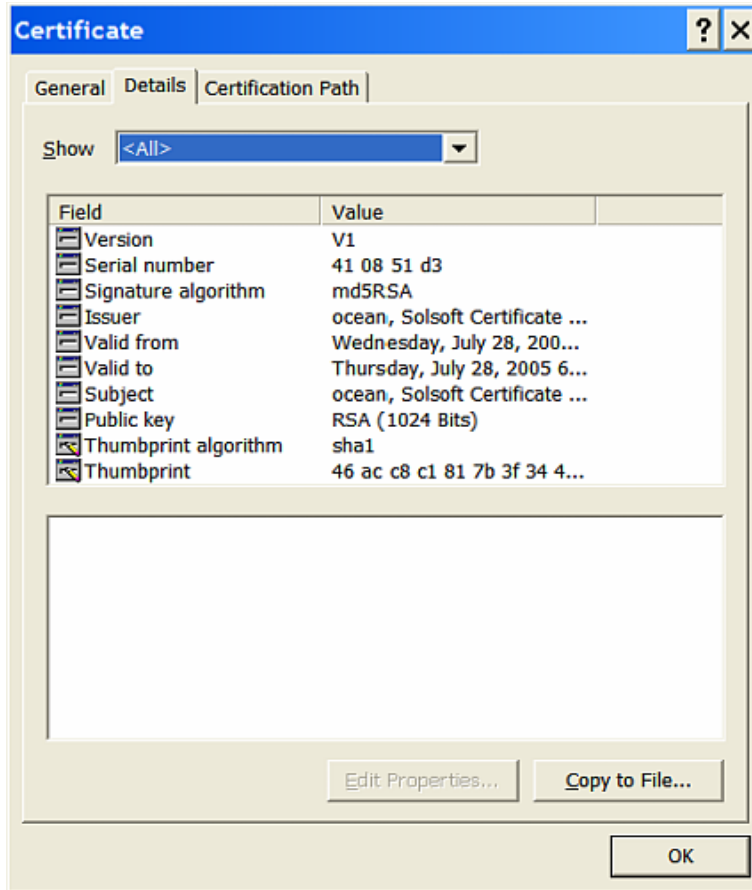 Certificate
General Details Certification Path
Show <All>
Field Value
Version V1
Serial number 41 08 51 d3
Signature algorithm md5RSA
Issuer ocean, Solsoft Certificate ...
Valid from Wednesday, July 28, 200...
Valid to Thursday, July 28, 2005 6...
Subject ocean, Solsoft Certificate ...
Public key RSA (1024 Bits)
Thumbprint algorithm sha1
Thumbprint 46 ac c8 c1 81 7b 3f 34 4...
Edit Properties... Copy to File...
OK